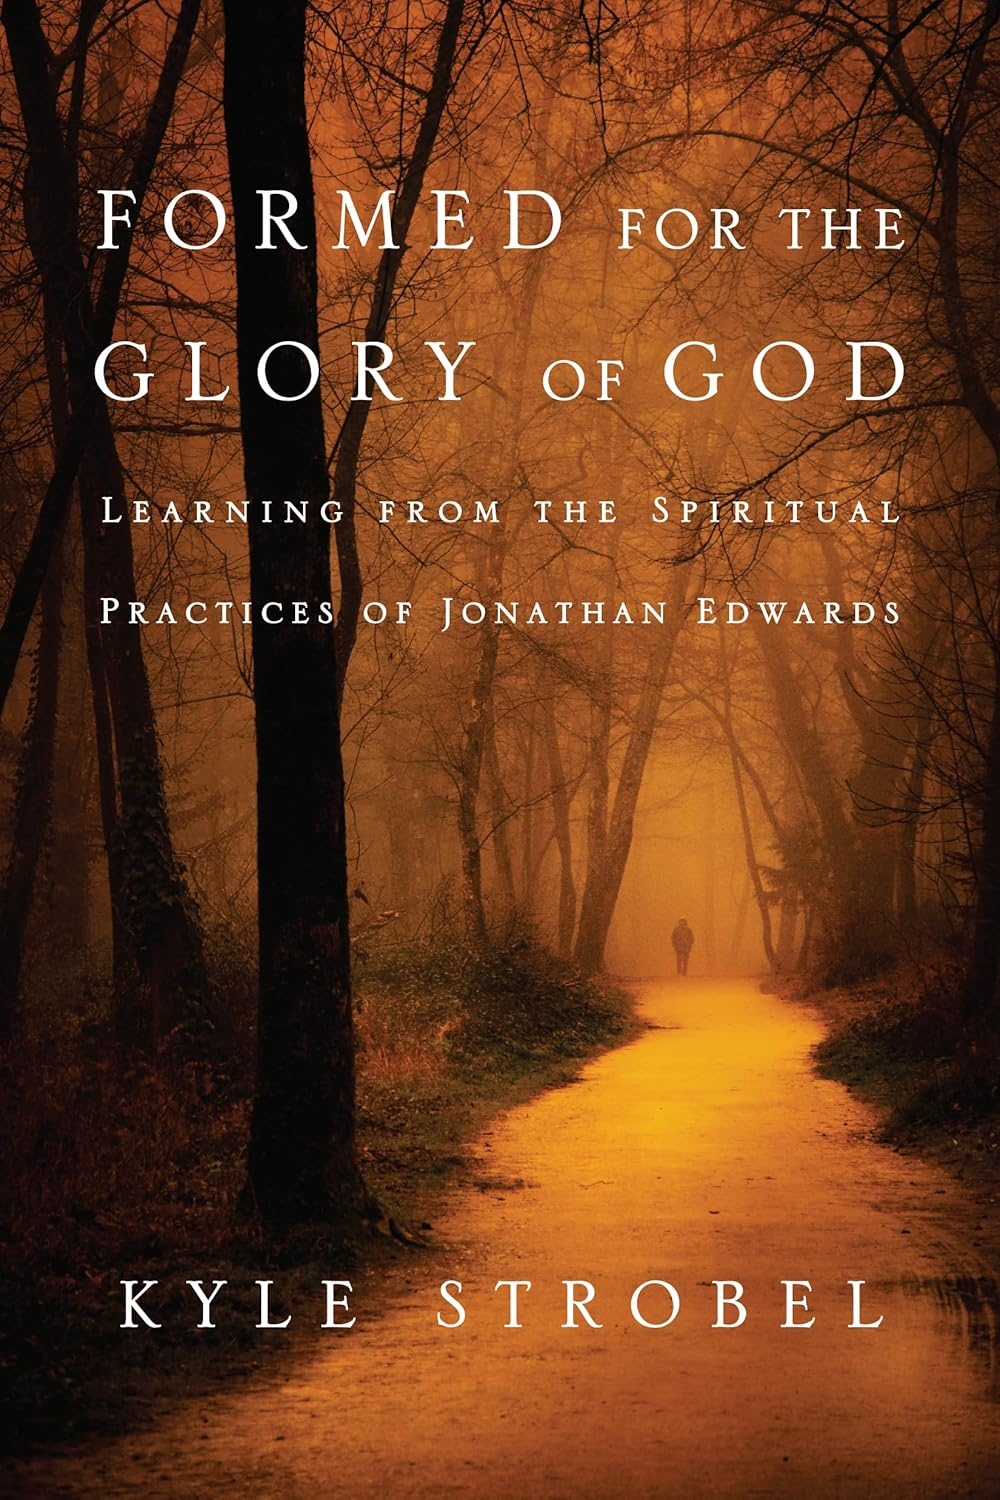 FORMED FOR THE
GLORY OF GOD
LEARNING FROM THE SPIRITUAL
PRACTICES OF JONATHAN EDWARDS
KYLE STROBEL